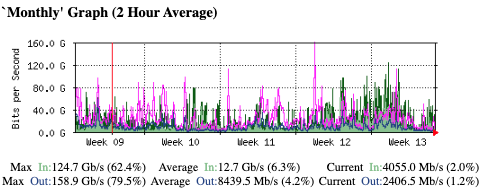 `Monthly' Graph (2 Hour Average)
160.0 G
120.0 G
80.0 G
40.0 G
0.0 G
Bits per Second
Week 09 Week 10 Week 11 Week 12 Week 13
Max In:124.7 Gb/s (62.4%) Average In:12.7 Gb/s (6.3%) Current In:4055.0 Mb/s (2.0%)
Max Out:158.9 Gb/s (79.5%) Average Out:8439.5 Mb/s (4.2%) Current Out:2406.5 Mb/s (1.2%)